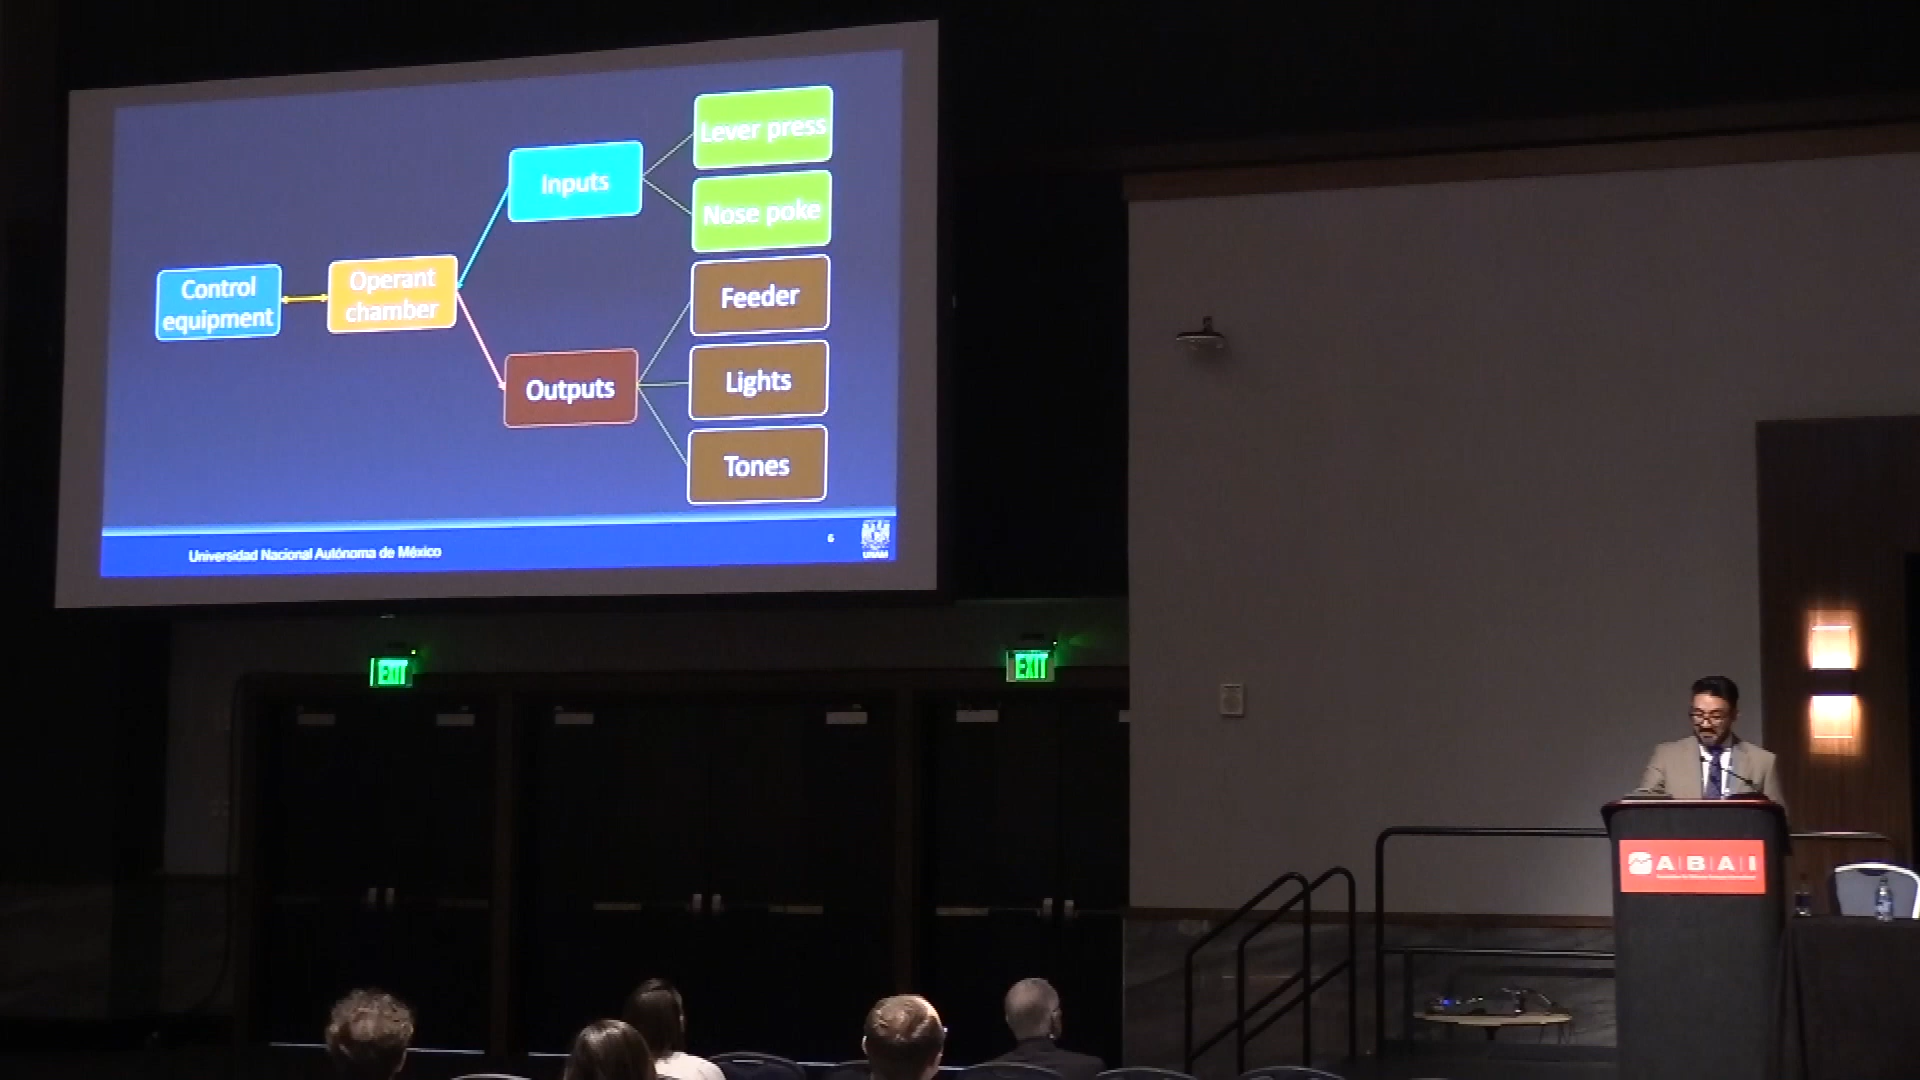 Control
equipment
Operant
chamber
Inputs
Outputs
Lever press
Nose poke
Feeder
Lights
Tones
Universidad Nacional Autónoma de México
6
UNAM
EXIT
EXIT
A|B|A|I